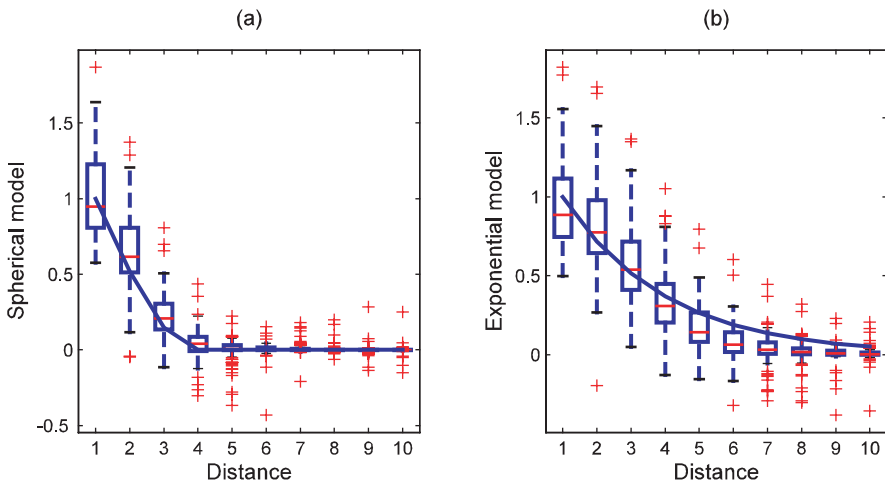 (a)
Spherical model
1.5
1
0.5
0
-0.5
1 2 3 4 5 6 7 8 9 10
Distance
(b)
Exponential model
1.5
1
0.5
0
1 2 3 4 5 6 7 8 9 10
Distance